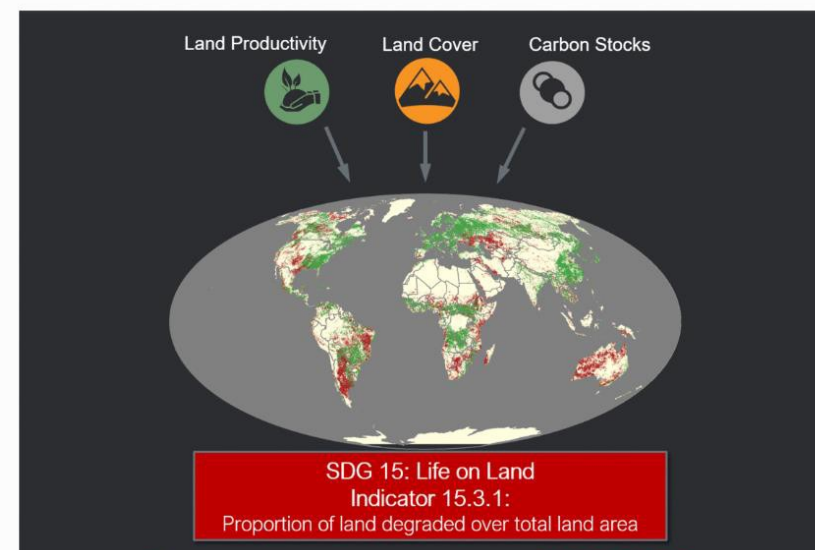 Land Productivity
Land Cover
Carbon Stocks
SDG 15: Life on Land
Indicator 15.3.1:
Proportion of land degraded over total land area